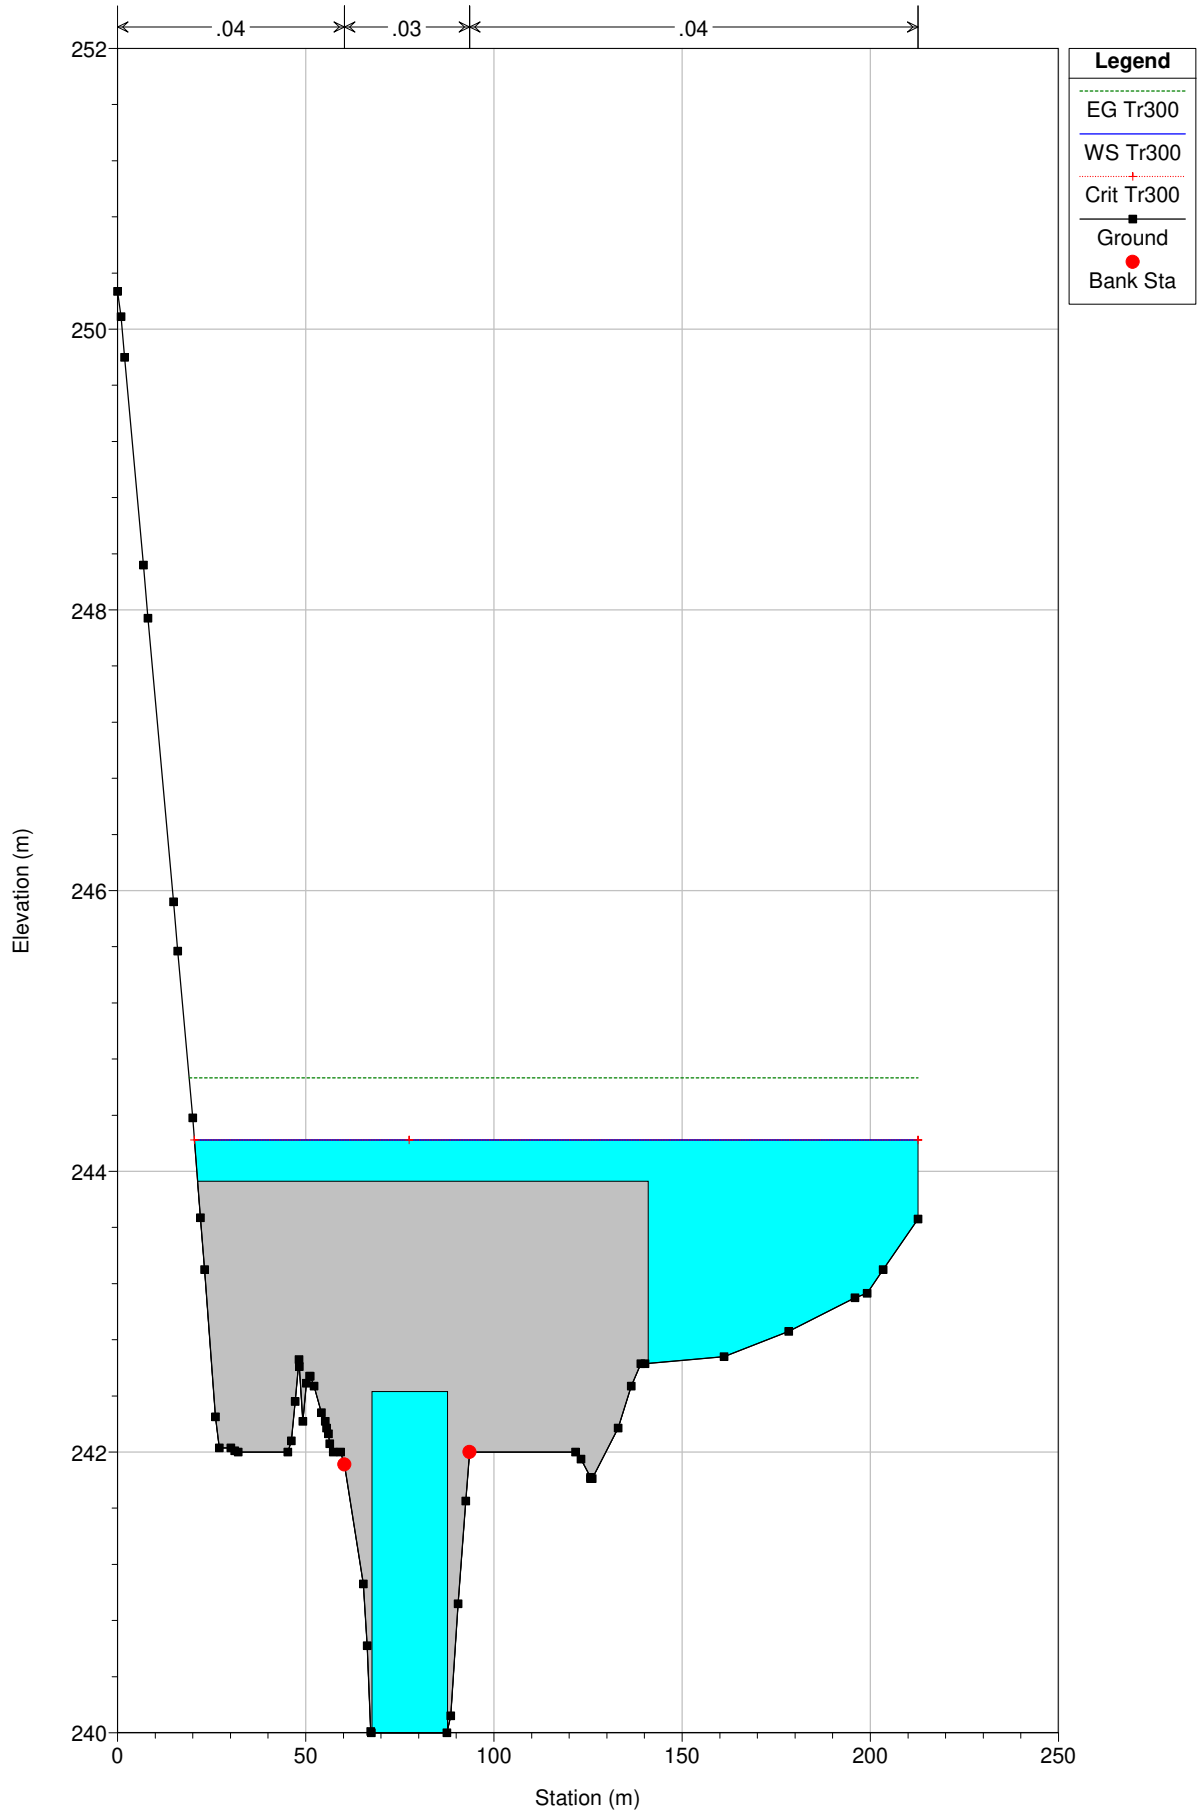 .04 .03 .04
252
250
248
246
244
242
240
0 50 100 150 200 250
Elevation (m)
Station (m)
Legend
EG Tr300
WS Tr300
Crit Tr300
Ground
Bank Sta